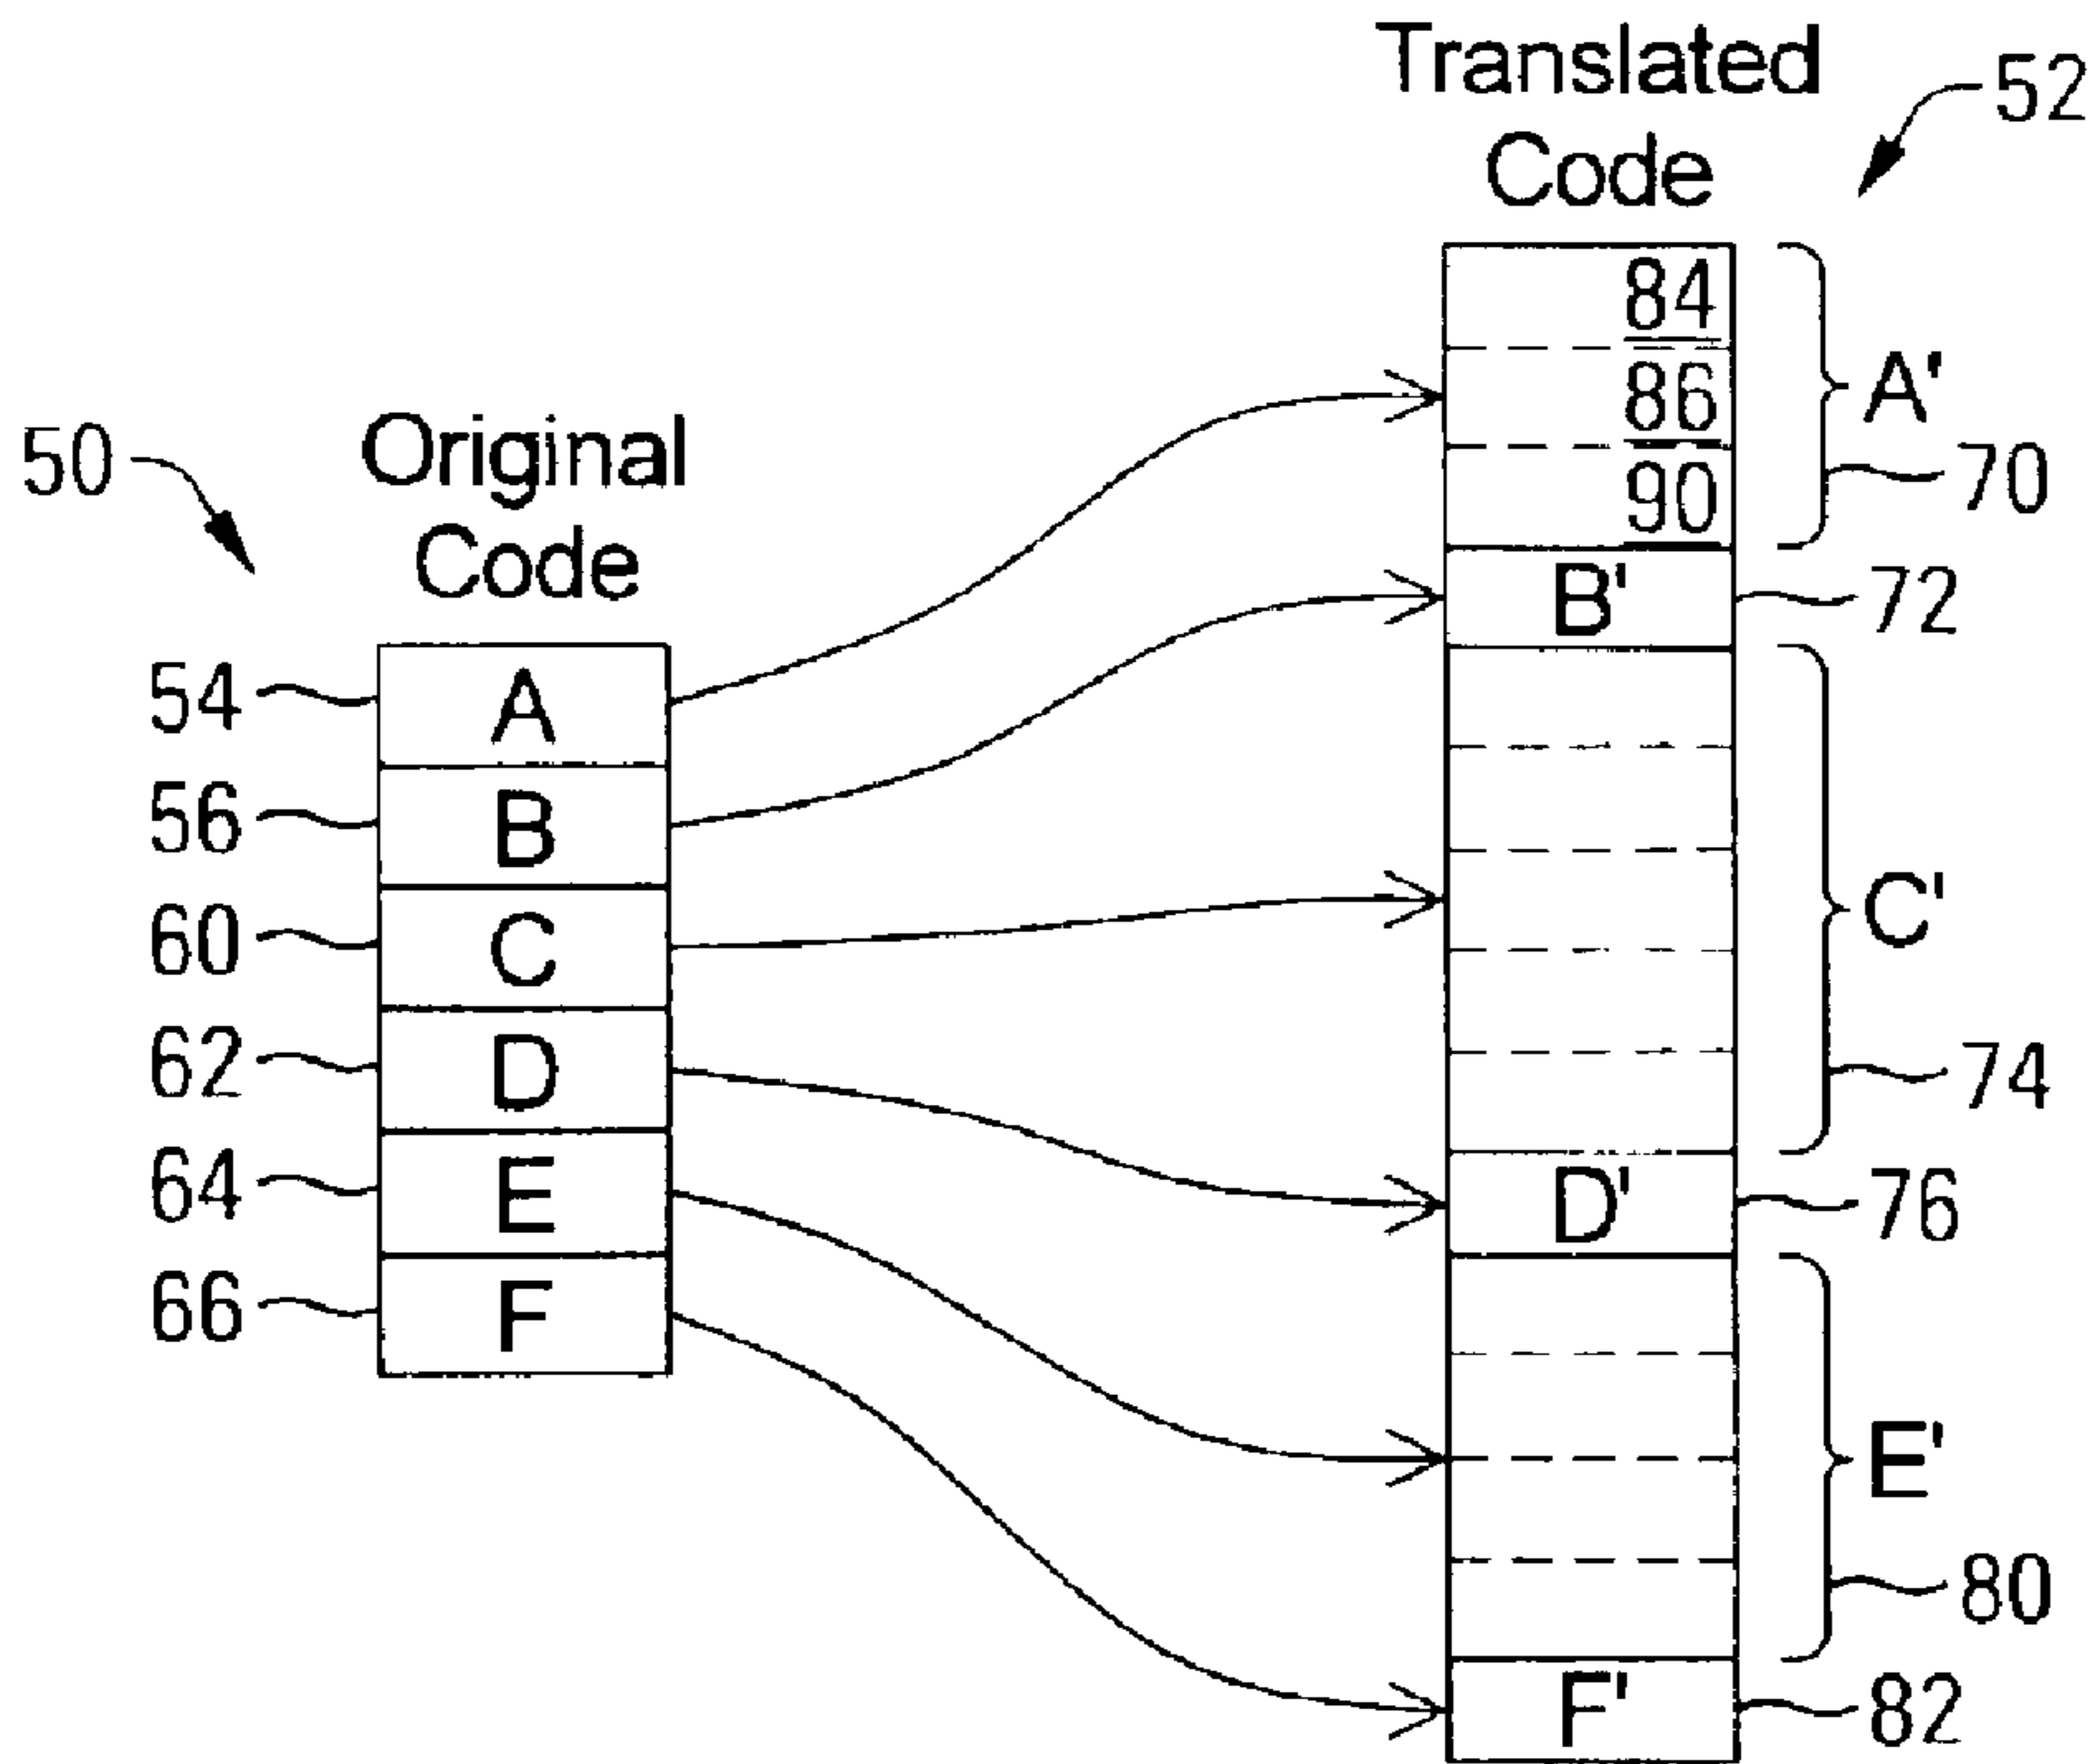 Translated
Code
52
84
86
90
A'
70
50
Original
Code
B'
72
54
A
56
B
60
C
C'
62
D
74
64
E
D'
76
66
F
E'
80
F'
82